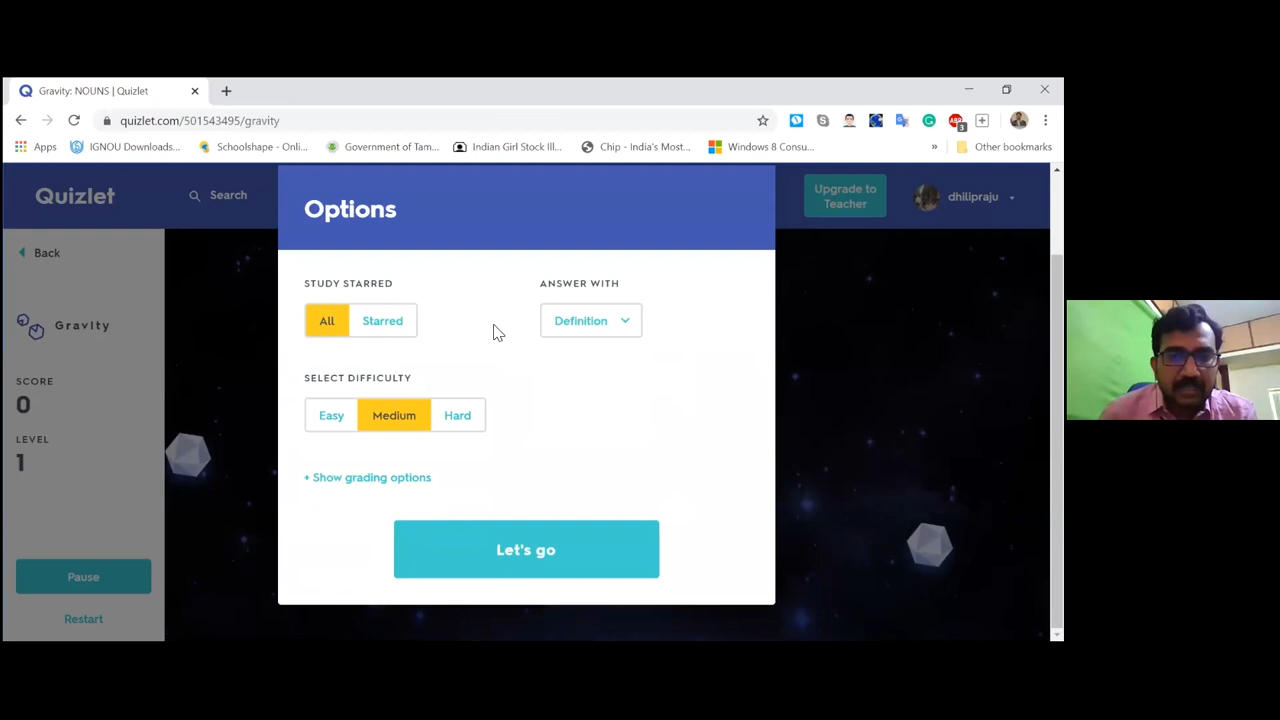 Gravity: NOUNS | Quizlet
quizlet.com/501543495/gravity
3
Apps
IGNOU Downloads...
Schoolshape - Onli...
Government of Tam...
Indian Girl Stock Ill...
Chip - India's Most...
Windows 8 Consu...
»
Other bookmarks
Quizlet
Search
Options
Upgrade to
Teacher
dhilipraju
Back
STUDY STARRED
ANSWER WITH
All
Starred
Definition
Gravity
SCORE
0
SELECT DIFFICULTY
Easy
Medium
Hard
LEVEL
1
+ Show grading options
Let's go
Pause
Restart